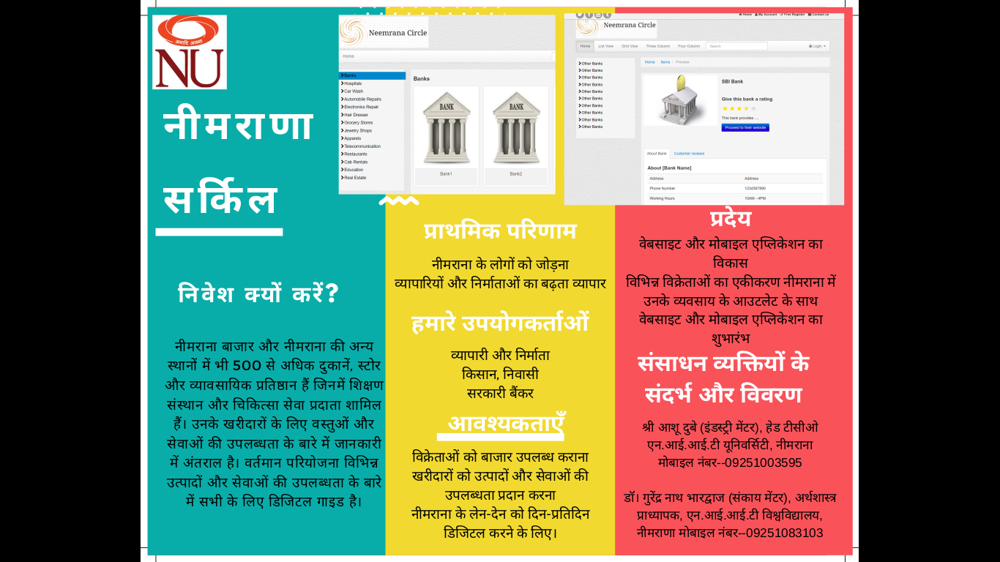 अनादि अनन्त
NU
नीमराणा
सर्किल
निवेश क्यों करें?
नीमराना बाजार और नीमराना की अन्य
स्थानों में भी 500 से अधिक दुकानें, स्टोर
और व्यावसायिक प्रतिष्ठान हैं जिनमें शिक्षण
संस्थान और चिकित्सा सेवा प्रदाता शामिल
हैं। उनके खरीदारों के लिए वस्तुओं और
सेवाओं की उपलब्धता के बारे में जानकारी
में अंतराल है। वर्तमान परियोजना विभिन्न
उत्पादों और सेवाओं की उपलब्धता के बारे
में सभी के लिए डिजिटल गाइड है।
Neemrana Circle
Home
Banks
Hospitals
Car Wash
Automobile Repairs
Electronics Repair
Hair Dresser
Grocery Stores
Jewelry Shops
Apparels
Telecommunication
Restaurants
Cab Rentals
Education
Real Estate
Banks
BANK
BANK
Bank1
Bank2
प्राथमिक परिणाम
नीमराना के लोगों को जोड़ना
व्यापारियों और निर्माताओं का बढ़ता व्यापार
हमारे उपयोगकर्ताओं
व्यापारी और निर्माता
किसान, निवासी
सरकारी बैंकर
आवश्यकताएँ
विक्रेताओं को बाजार उपलब्ध कराना
खरीदारों को उत्पादों और सेवाओं की
उपलब्धता प्रदान करना
नीमराना के लेन-देन को दिन-प्रतिदिन
डिजिटल करने के लिए।
Home My Account Free Register Contact us
Neemrana Circle
Home List View Grid View Three Column Four Column Search Login
Other Banks
Other Banks
Other Banks
Other Banks
Other Banks
Other Banks
Other Banks
Other Banks
Other Banks
Other Banks
Home / Items / Preview
SBI Bank
Give this bank a rating
This bank provides ....
Proceed to their website
About Bank Customer reviews
About [Bank Name]
Address Address
Phone Number 1234567890
Working Hours 10AM - 4PM
प्रदेय
वेबसाइट और मोबाइल एप्लिकेशन का
विकास
विभिन्न विक्रेताओं का एकीकरण नीमराना में
उनके व्यवसाय के आउटलेट के साथ
वेबसाइट और मोबाइल एप्लिकेशन का
शुभारंभ
संसाधन व्यक्तियों के
संदर्भ और विवरण
श्री आशू दुबे (इंडस्ट्री मेंटर), हेड टीसीओ
एन.आई.आई.टी यूनिवर्सिटी, नीमराना
मोबाइल नंबर--09251003595
डॉ। गुरेंद्र नाथ भारद्वाज (संकाय मेंटर), अर्थशास्त्र
प्राध्यापक, एन.आई.आई.टी विश्वविद्यालय,
नीमराणा मोबाइल नंबर--09251083103